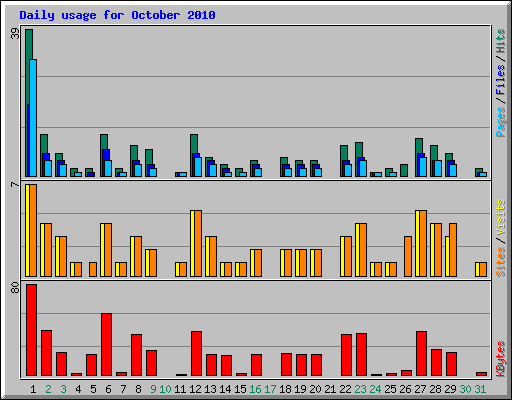 Daily usage for October 2010
39
Pages / Files / Hits
7
Sites / Visits
80
KBytes
1 2 3 4 5 6 7 8 9 10 11 12 13 14 15 16 17 18 19 20 21 22 23 24 25 26 27 28 29 30 31